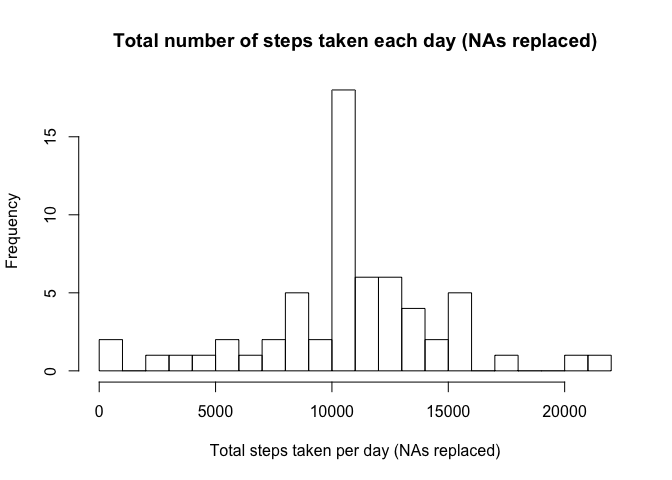 Total number of steps taken each day (NAs replaced)
Frequency
15
10
5
0
0 5000 10000 15000 20000
Total steps taken per day (NAs replaced)